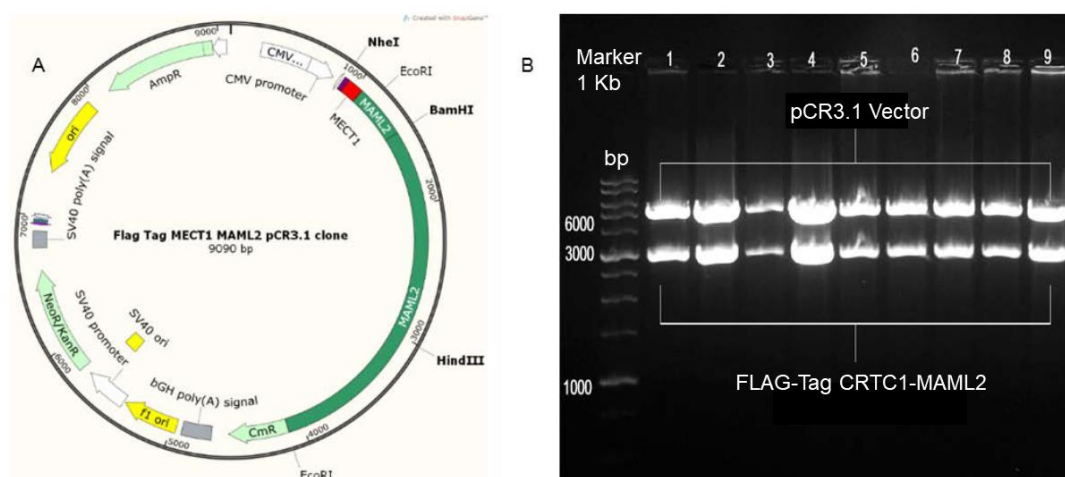 Created with SnapGene™
A
9000
NheI
1000
EcoRI
CMV...
CMV promoter
AmpR
BamHI
MAML2
MECT1
8000
ori
2000
SV40 poly(A) signal
7000
Flag Tag MECT1 MAML2 pCR3.1 clone
9090 bp
MAML2
3000
NeoR/KanR
SV40 promoter
SV40 ori
6000
HindIII
bGH poly(A) signal
f1 ori
CmR
5000
4000
EcoRI
B
Marker
1 Kb
1 2 3 4 5 6 7 8 9
pCR3.1 Vector
bp
6000
3000
1000
FLAG-Tag CRTC1-MAML2